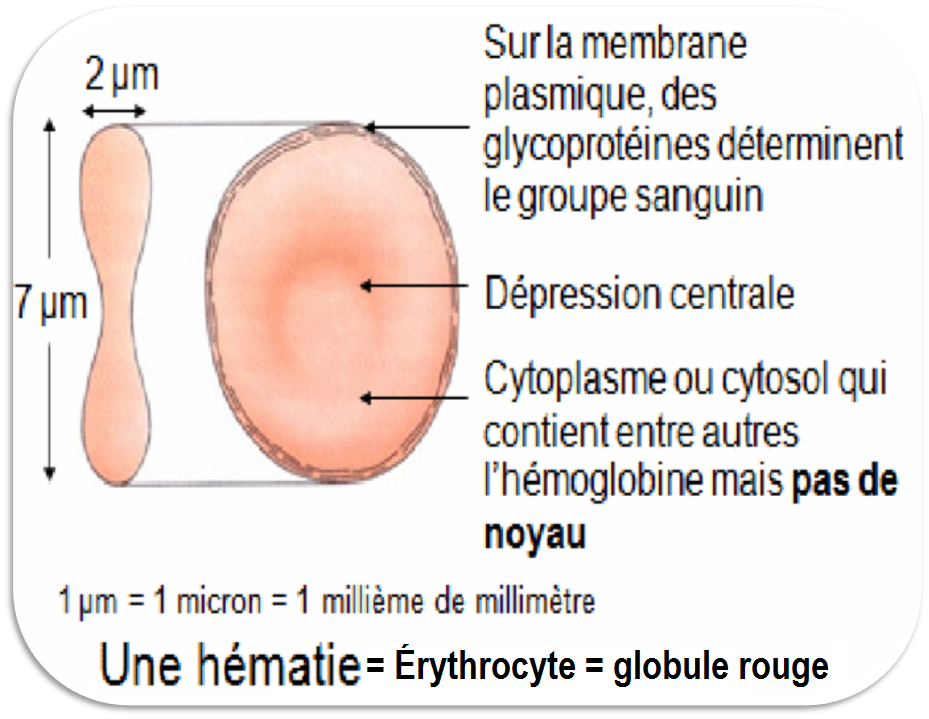 2 µm
7 µm
Sur la membrane
plasmique, des
glycoprotéines déterminent
le groupe sanguin
Dépression centrale
Cytoplasme ou cytosol qui
contient entre autres
l'hémoglobine mais pas de
noyau
1 µm = 1 micron = 1 millième de millimètre
Une hématie = Érythrocyte = globule rouge